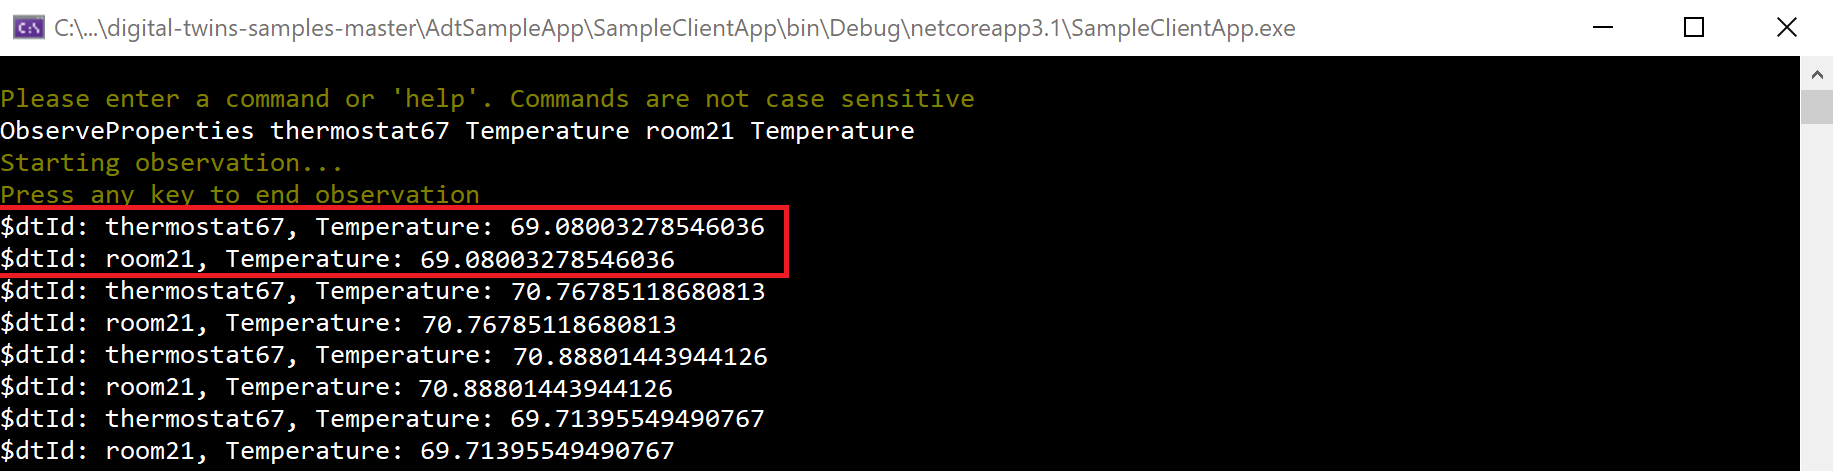 C:\...\digital-twins-samples-master\AdtSampleApp\SampleClientApp\bin\Debug\netcoreapp3.1\SampleClientApp.exe
Please enter a command or 'help'. Commands are not case sensitive
ObserveProperties thermostat67 Temperature room21 Temperature
Starting observation...
Press any key to end observation
$dtId: thermostat67, Temperature: 69.08003278546036
$dtId: room21, Temperature: 69.08003278546036
$dtId: thermostat67, Temperature: 70.76785118680813
$dtId: room21, Temperature: 70.76785118680813
$dtId: thermostat67, Temperature: 70.88801443944126
$dtId: room21, Temperature: 70.88801443944126
$dtId: thermostat67, Temperature: 69.71395549490767
$dtId: room21, Temperature: 69.71395549490767